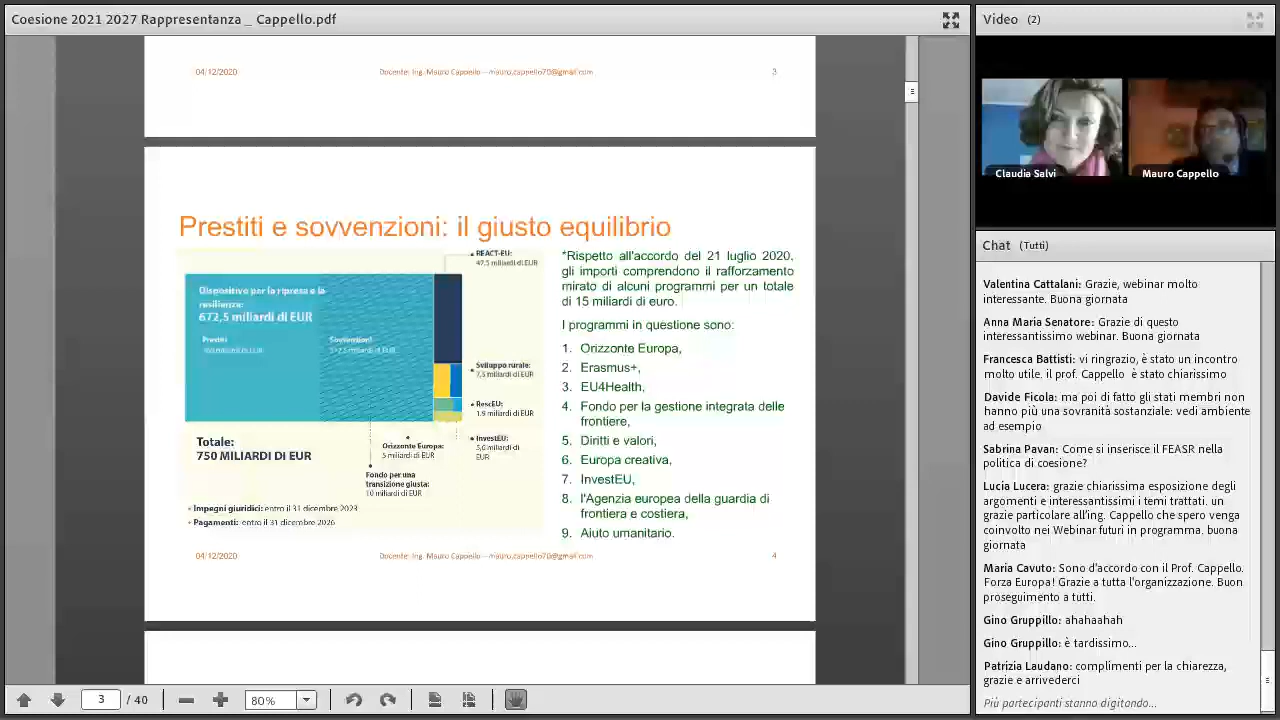 Coesione 2021 2027 Rappresentanza _ Cappello.pdf
04/12/2020
Docente: Ing. Mauro Cappello – mauro.cappello70@gmail.com
3
Prestiti e sovvenzioni: il giusto equilibrio
Dispositivo per la ripresa e la
resilienza:
672,5 miliardi di EUR
Prestiti
Sovvenzioni
REACT-EU:
47,5 miliardi di EUR
Sviluppo rurale:
7,5 miliardi di EUR
RescEU:
1.9 miliardi di EUR
InvestEU:
5,6 miliardi di
EUR
Orizzonte Europa:
5 miliardi di EUR
Fondo per una
transizione giusta:
10 miliardi di EUR
Totale:
750 MILIARDI DI EUR
• Impegni giuridici: entro il 31 dicembre 2023
• Pagamenti: entro il 31 dicembre 2026
*Rispetto all'accordo del 21 luglio 2020,
gli importi comprendono il rafforzamento
mirato di alcuni programmi per un totale
di 15 miliardi di euro.
I programmi in questione sono:
1. Orizzonte Europa,
2. Erasmus+,
3. EU4Health,
4. Fondo per la gestione integrata delle
frontiere,
5. Diritti e valori,
6. Europa creativa,
7. InvestEU,
8. l'Agenzia europea della guardia di
frontiera e costiera,
9. Aiuto umanitario.
04/12/2020
Docente: Ing. Mauro Cappello – mauro.cappello70@gmail.com
4
3 / 40
80%
Video (2)
Claudia Salvi
Mauro Cappello
Chat (Tutti)
Valentina Cattalani: Grazie, webinar molto
interessante. Buona giornata
Anna Maria Senatore: Grazie di questo
interessantissimo webinar. Buona giornata
Francesca Battisti: vi ringrazio, è stato un incontro
molto utile. il prof. Cappello è stato chiarissimo
Davide Ficola: ma poi di fatto gli stati membri non
hanno più una sovranità sostanziale: vedi ambiente
ad esempio
Sabrina Pavan: Come si inserisce il FEASR nella
politica di coesione?
Lucia Lucera: grazie chiarissima esposizione degli
argomenti e interessantissimi i temi trattati. un
grazie particolare all'ing. Cappello che spero venga
coinvolto nei Webinar futuri in programma. buona
giornata
Maria Cavuto: Sono d'accordo con il Prof. Cappello.
Forza Europa! Grazie a tutta l'organizzazione. Buon
proseguimento a tutti.
Gino Gruppillo: ahahaahah
Gino Gruppillo: è tardissimo...
Patrizia Laudano: complimenti per la chiarezza,
grazie e arrivederci
Più partecipanti stanno digitando...